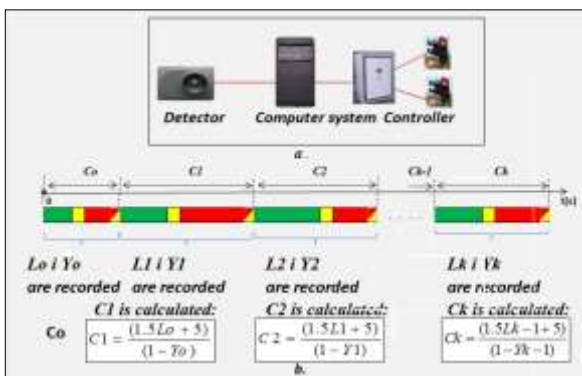 Detector Computer system Controller
a.
Co C1 C2 Ck-1 Ck
0 t(s)
Lo i Yo L1 i Y1 L2 i Y2 Lk i Yk
are recorded are recorded are recorded are recorded
C1 is calculated: C2 is calculated: Ck is calculated:
Co C1 = (1.5Lo + 5) / (1 - Yo) C 2 = (1.5L1 + 5) / (1 - Y1) Ck = (1.5Lk-1+5) / (1-Yk-1)
b.